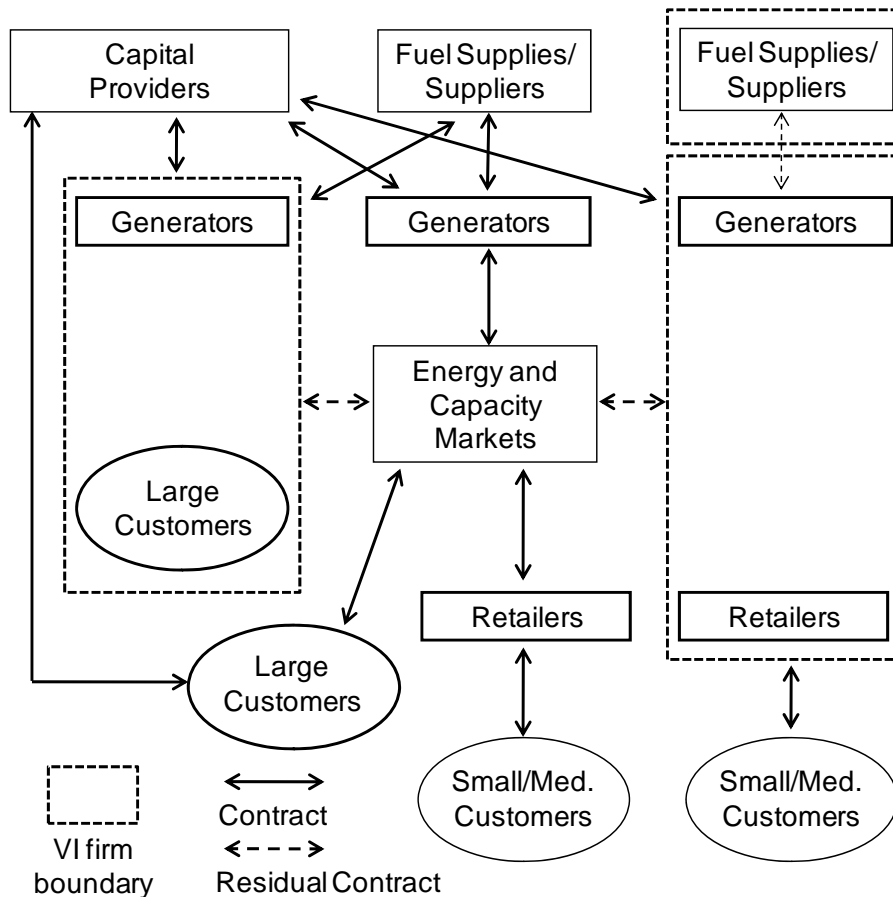 Capital
Providers
Fuel Supplies/
Suppliers
Fuel Supplies/
Suppliers
Generators
Generators
Generators
Energy and
Capacity
Markets
Large
Customers
Retailers
Retailers
Large
Customers
Small/Med.
Customers
Small/Med.
Customers
Contract
VI firm
boundary
Residual Contract